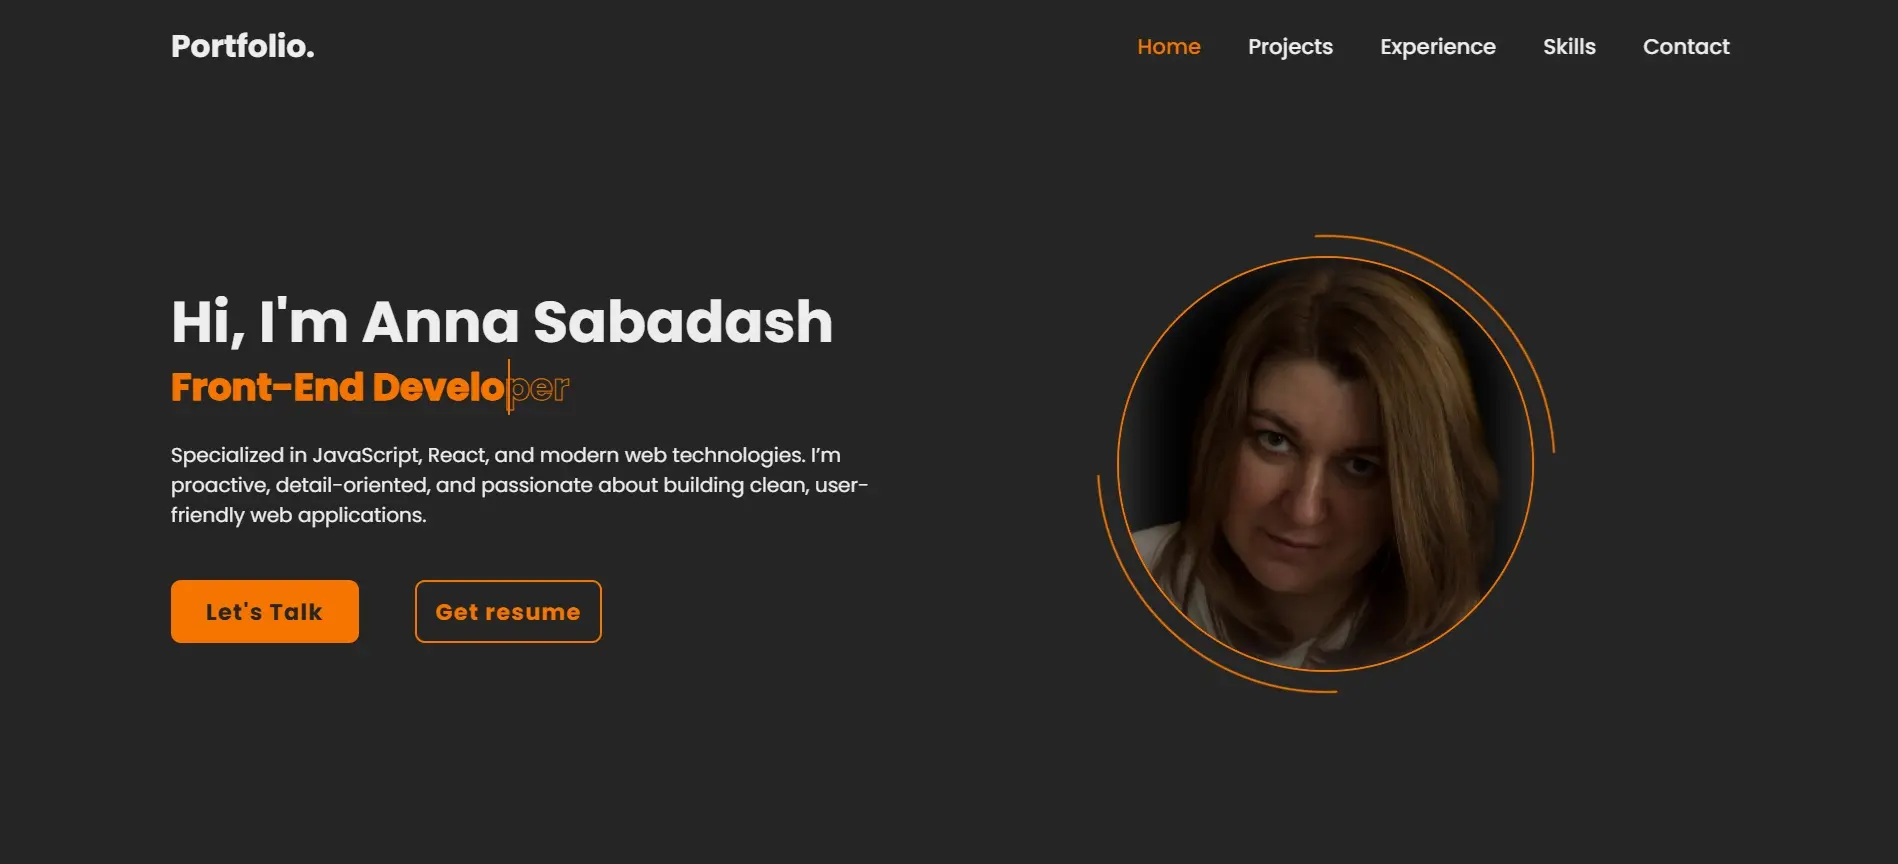 Portfolio.
Home Projects Experience Skills Contact
Hi, I'm Anna Sabadash
Front-End Developer
Specialized in JavaScript, React, and modern web technologies. I’m
proactive, detail-oriented, and passionate about building clean, user-
friendly web applications.
Let's Talk
Get resume